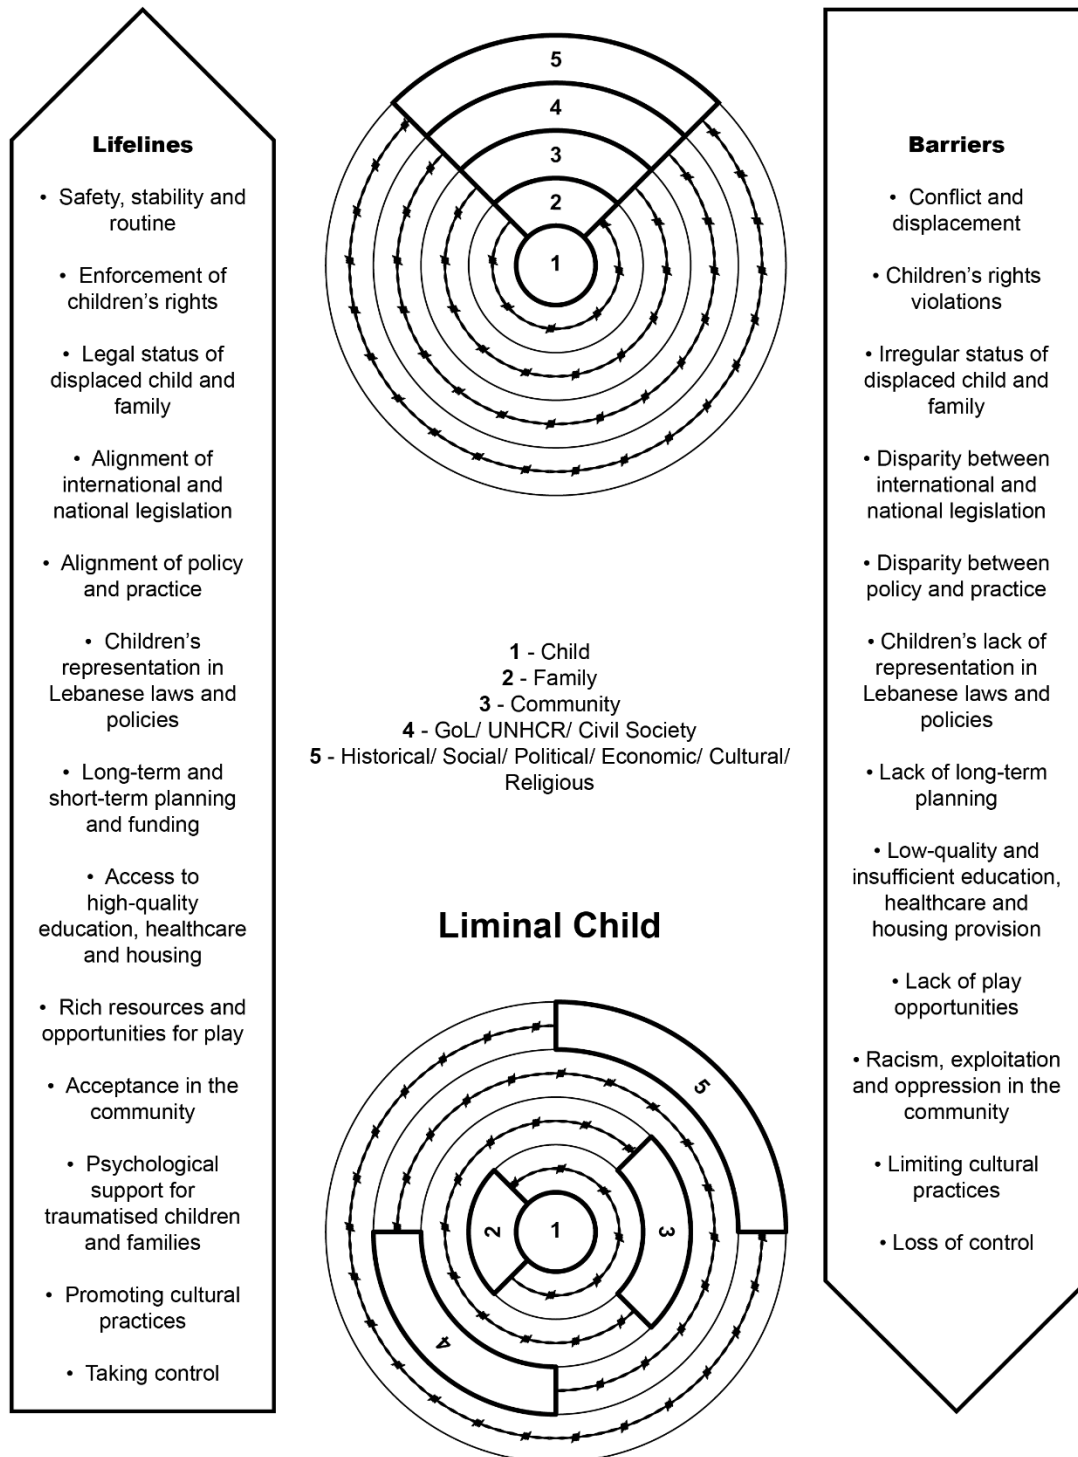 Lifelines
• Safety, stability and
routine
• Enforcement of
children’s rights
• Legal status of
displaced child and
family
• Alignment of
international and
national legislation
• Alignment of policy
and practice
• Children’s
representation in
Lebanese laws and
policies
• Long-term and
short-term planning
and funding
• Access to
high-quality
education, healthcare
and housing
• Rich resources and
opportunities for play
• Acceptance in the
community
• Psychological
support for
traumatised children
and families
• Promoting cultural
practices
• Taking control
5
4
3
2
1
1 - Child
2 - Family
3 - Community
4 - GoL/ UNHCR/ Civil Society
5 - Historical/ Social/ Political/ Economic/ Cultural/
Religious
Liminal Child
5
2
1
3
4
Barriers
• Conflict and
displacement
• Children’s rights
violations
• Irregular status of
displaced child and
family
• Disparity between
international and
national legislation
• Disparity between
policy and practice
• Children’s lack of
representation in
Lebanese laws and
policies
• Lack of long-term
planning
• Low-quality and
insufficient education,
healthcare and
housing provision
• Lack of play
opportunities
• Racism, exploitation
and oppression in the
community
• Limiting cultural
practices
• Loss of control